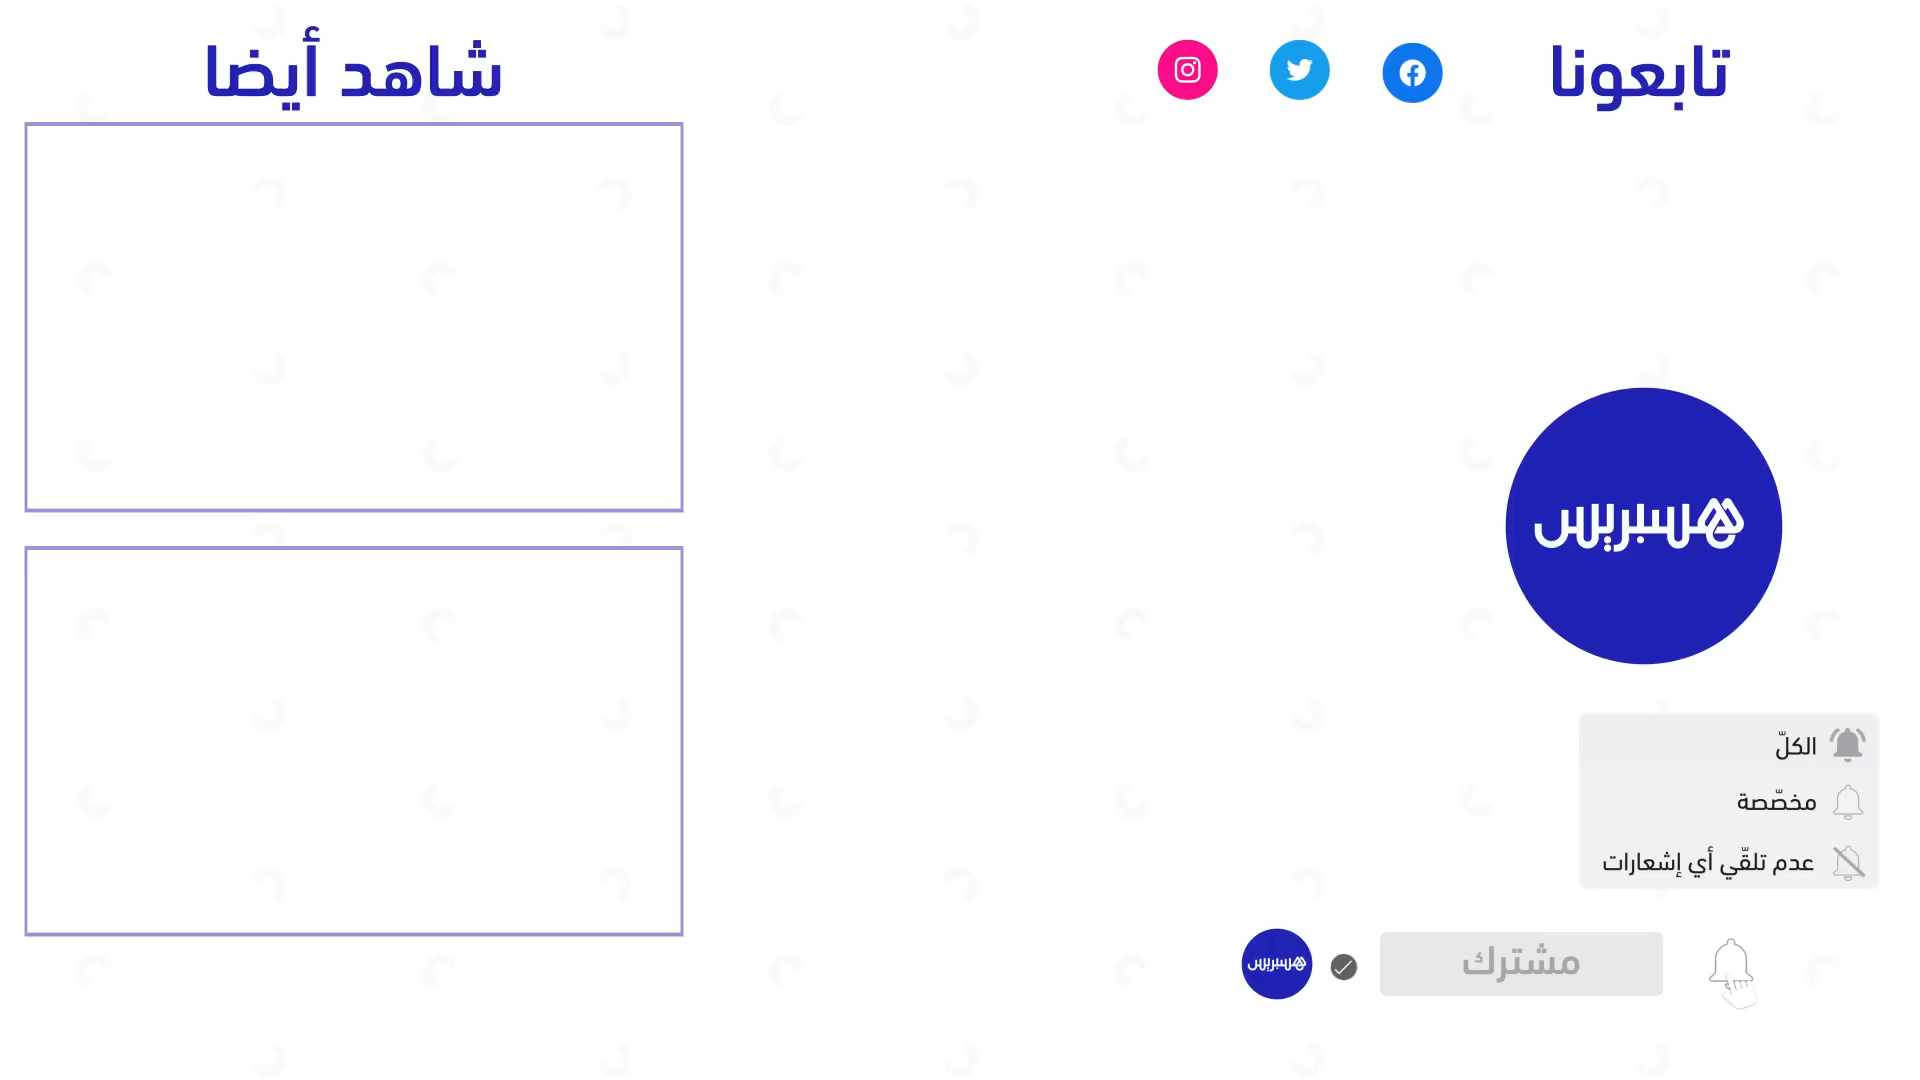 تابعونا
شاهد أيضا
هسبريس
الكلّ
مخصّصة
عدم تلقّي أي إشعارات
مشترك
هسبريس